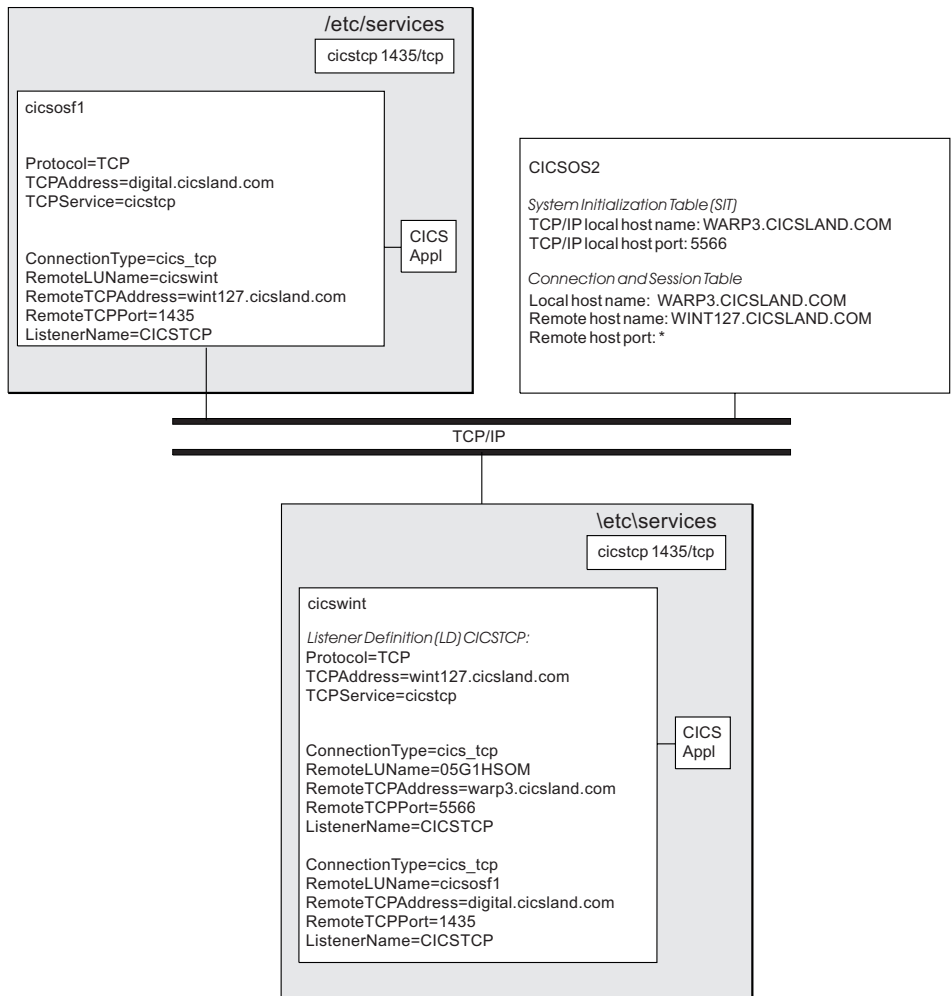 /etc/services
cicstcp 1435/tcp
cicsosf1
Protocol=TCP
TCPAddress=digital.cicsland.com
TCPService=cicstcp
ConnectionType=cics_tcp
RemoteLUName=cicswint
RemoteTCPAddress=wint127.cicsland.com
RemoteTCPPort=1435
ListenerName=CICSTCP
CICS
Appl
CICSOS2
System Initialization Table (SIT)
TCP/IP local host name: WARP3.CICSLAND.COM
TCP/IP local host port: 5566
Connection and Session Table
Local host name: WARP3.CICSLAND.COM
Remote host name: WINT127.CICSLAND.COM
Remote host port: *
TCP/IP
\etc\services
cicstcp 1435/tcp
cicswint
Listener Definition (LD) CICSTCP:
Protocol=TCP
TCPAddress=wint127.cicsland.com
TCPService=cicstcp
ConnectionType=cics_tcp
RemoteLUName=05G1HSOM
RemoteTCPAddress=warp3.cicsland.com
RemoteTCPPort=5566
ListenerName=CICSTCP
ConnectionType=cics_tcp
RemoteLUName=cicsosf1
RemoteTCPAddress=digital.cicsland.com
RemoteTCPPort=1435
ListenerName=CICSTCP
CICS
Appl